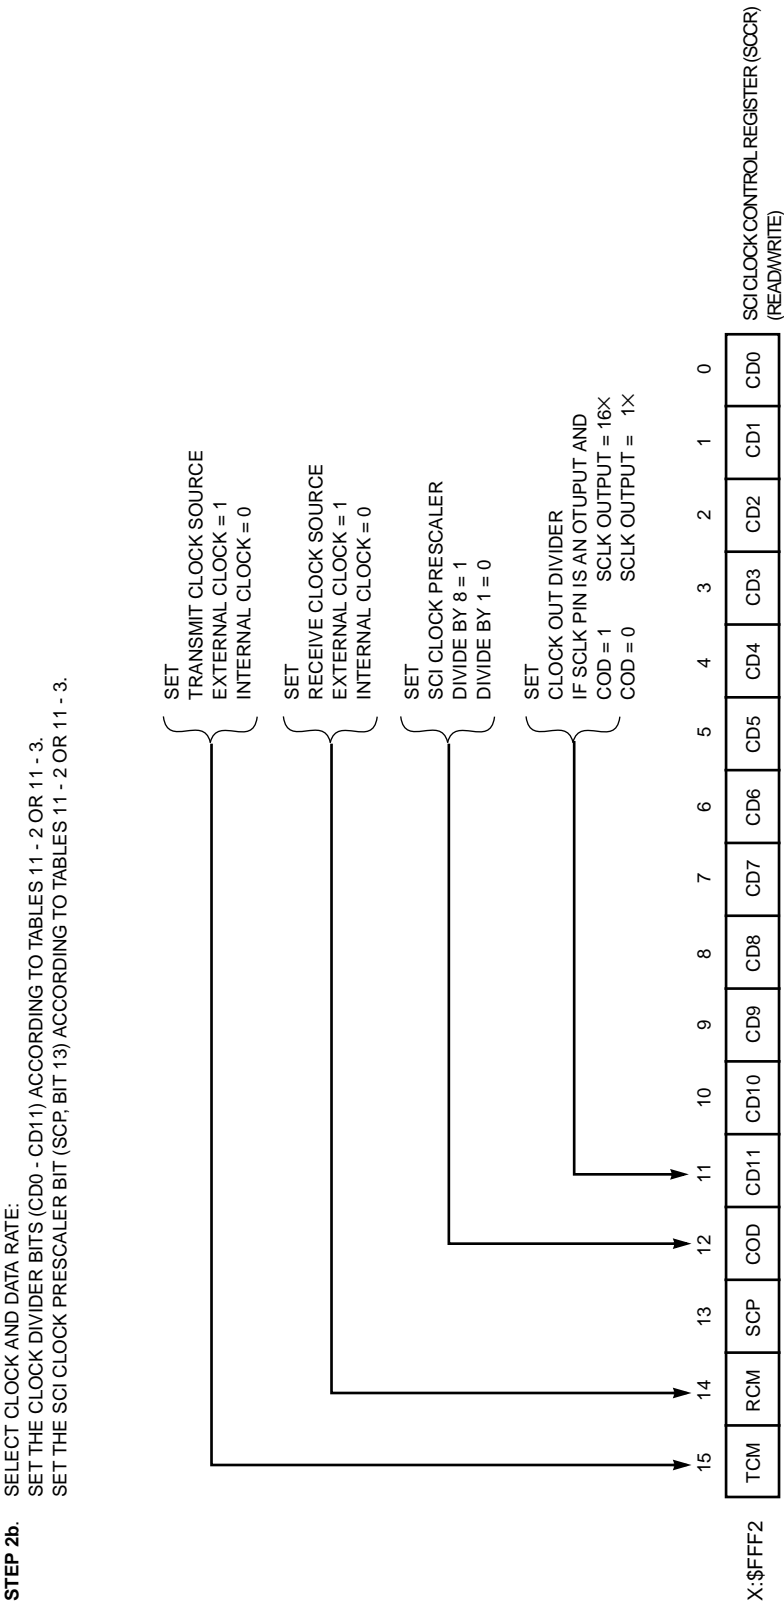 STEP 2b. SELECT CLOCK AND DATA RATE:
SET THE CLOCK DIVIDER BITS (CD0 - CD11) ACCORDING TO TABLES 11 - 2 OR 11 - 3.
SET THE SCI CLOCK PRESCALER BIT (SCP, BIT 13) ACCORDING TO TABLES 11 - 2 OR 11 - 3.
SET
TRANSMIT CLOCK SOURCE
EXTERNAL CLOCK = 1
INTERNAL CLOCK = 0
SET
RECEIVE CLOCK SOURCE
EXTERNAL CLOCK = 1
INTERNAL CLOCK = 0
SET
SCI CLOCK PRESCALER
DIVIDE BY 8 = 1
DIVIDE BY 1 = 0
SET
CLOCK OUT DIVIDER
IF SCLK PIN IS AN OTUPUT AND
COD = 1 SCLK OUTPUT = 16×
COD = 0 SCLK OUTPUT = 1×
15 14 13 12 11 10 9 8 7 6 5 4 3 2 1 0
X:$FFF2 TCM RCM SCP COD CD11 CD10 CD9 CD8 CD7 CD6 CD5 CD4 CD3 CD2 CD1 CD0 SCI CLOCK CONTROL REGISTER (SCCR)
(READ/WRITE)